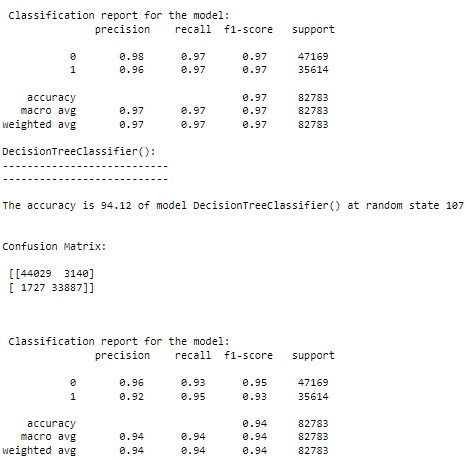 Classification report for the model:
precision recall f1-score support
0 0.98 0.97 0.97 47169
1 0.96 0.97 0.97 35614
accuracy 0.97 82783
macro avg 0.97 0.97 0.97 82783
weighted avg 0.97 0.97 0.97 82783
DecisionTreeClassifier():
---------------------------
---------------------------
The accuracy is 94.12 of model DecisionTreeClassifier() at random state 107
Confusion Matrix:
[[44029 3140]
[ 1727 33887]]
Classification report for the model:
precision recall f1-score support
0 0.96 0.93 0.95 47169
1 0.92 0.95 0.93 35614
accuracy 0.94 82783
macro avg 0.94 0.94 0.94 82783
weighted avg 0.94 0.94 0.94 82783